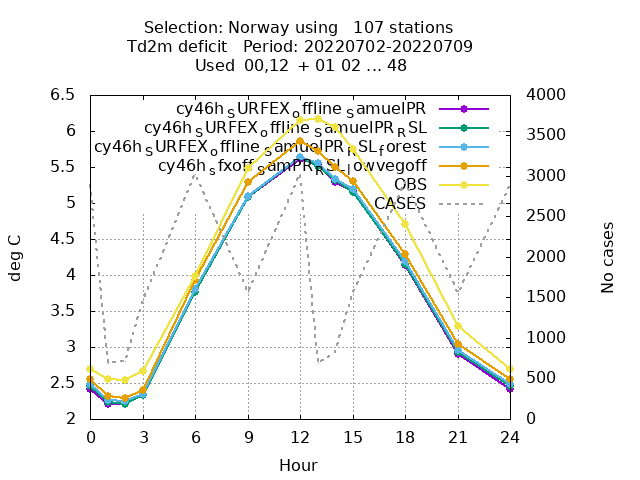 Selection: Norway using   107 stations
Td2m deficit   Period: 20220702-20220709
Used  00,12  + 01 02 ... 48
cy46h_SURFEX_offline_SamuelPR
cy46h_SURFEX_offline_SamuelPR_RSL
cy46h_SURFEX_offline_SamuelPR_RSL_forest
cy46h_sfxoff_SamPR_RSL_lowvegoff
OBS
CASES
6.5
6
5.5
5
4.5
4
3.5
3
2.5
2
deg C
4000
3500
3000
2500
2000
1500
1000
500
0
No cases
0 3 6 9 12 15 18 21 24
Hour